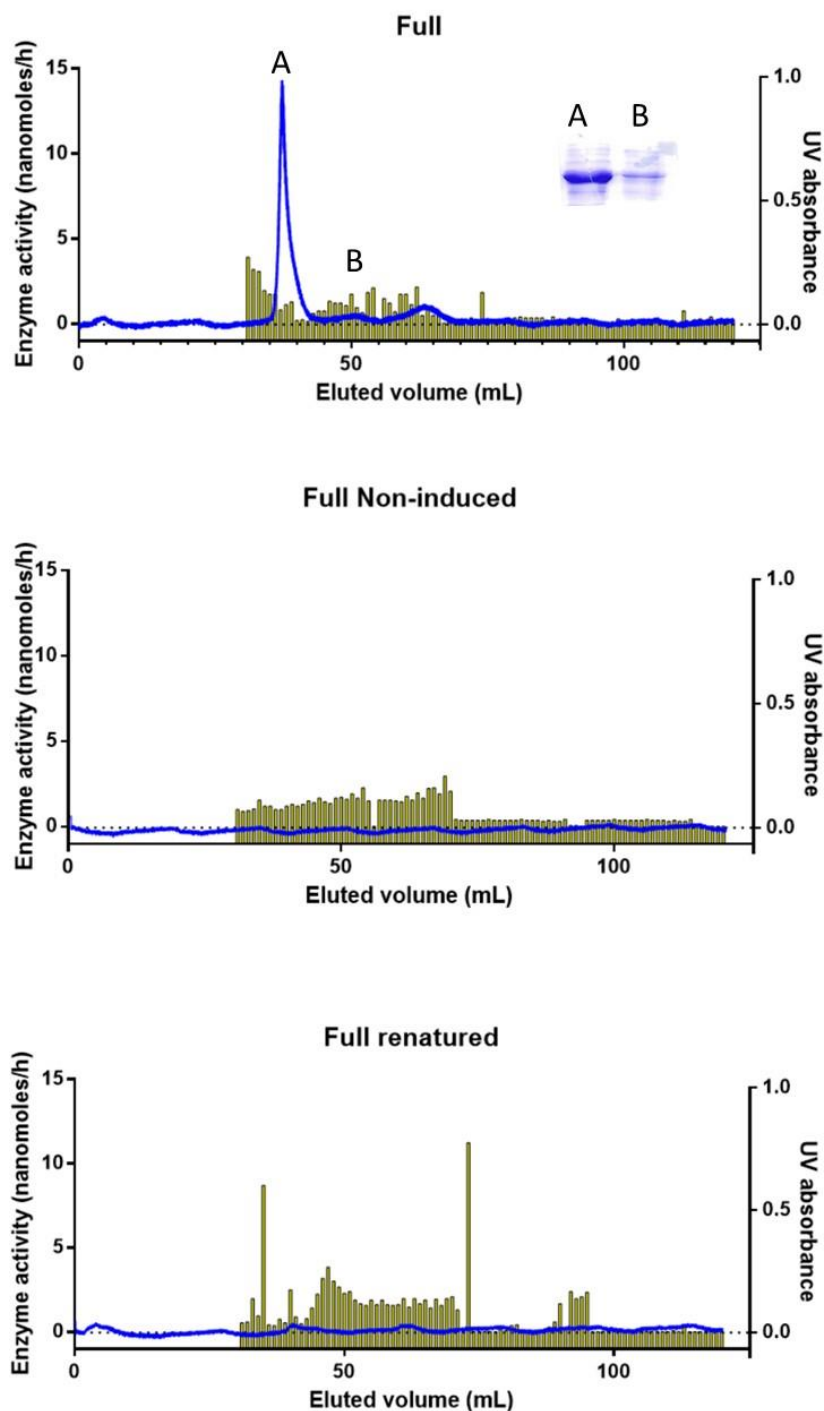 Full
A
B
A B
15
10
5
0
Enzyme activity (nanomoles/h)
1.0
0.5
0.0
UV absorbance
0 50 100
Eluted volume (mL)
Full Non-induced
15
10
5
0
Enzyme activity (nanomoles/h)
1.0
0.5
0.0
UV absorbance
0 50 100
Eluted volume (mL)
Full renatured
15
10
5
0
Enzyme activity (nanomoles/h)
1.0
0.5
0.0
UV absorbance
0 50 100
Eluted volume (mL)